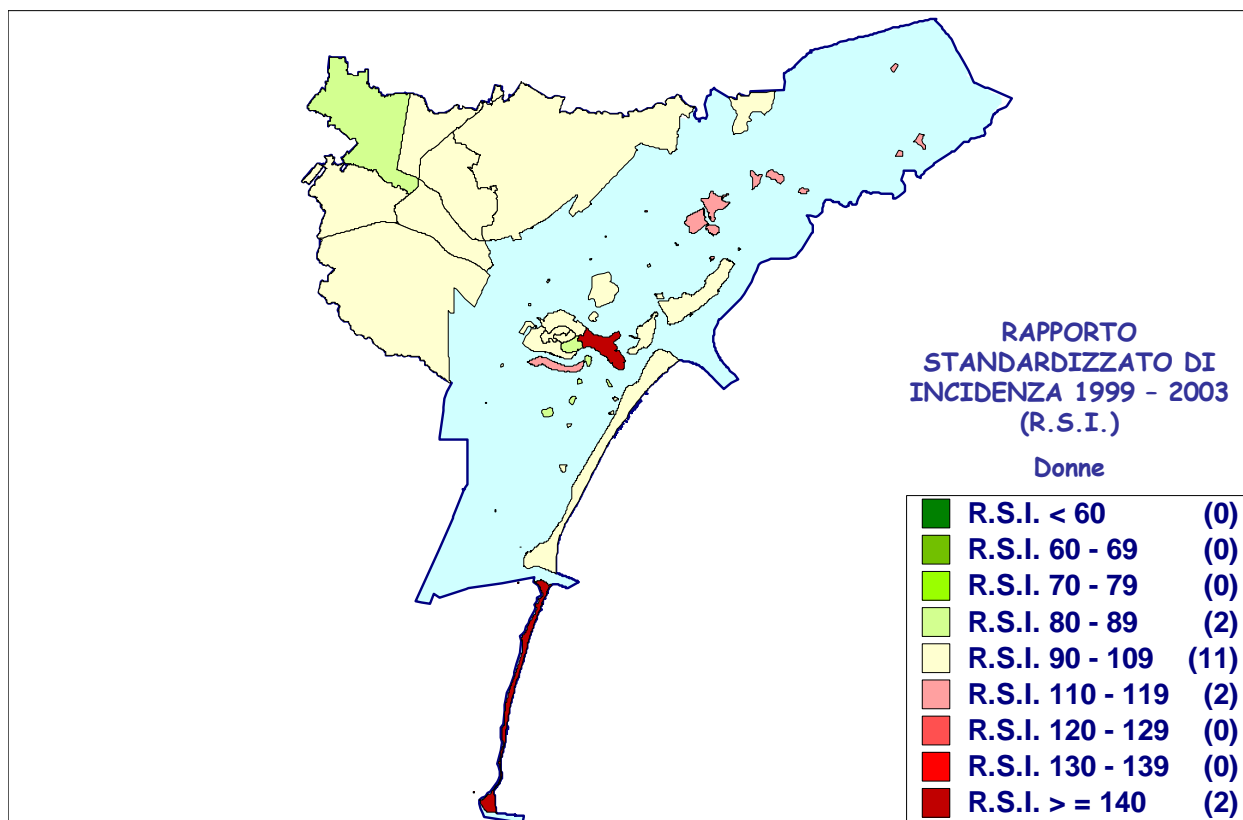 RAPPORTO
STANDARDIZZATO DI
INCIDENZA 1999 – 2003
(R.S.I.)
Donne
R.S.I. < 60 (0)
R.S.I. 60 - 69 (0)
R.S.I. 70 - 79 (0)
R.S.I. 80 - 89 (2)
R.S.I. 90 - 109 (11)
R.S.I. 110 - 119 (2)
R.S.I. 120 - 129 (0)
R.S.I. 130 - 139 (0)
R.S.I. > = 140 (2)